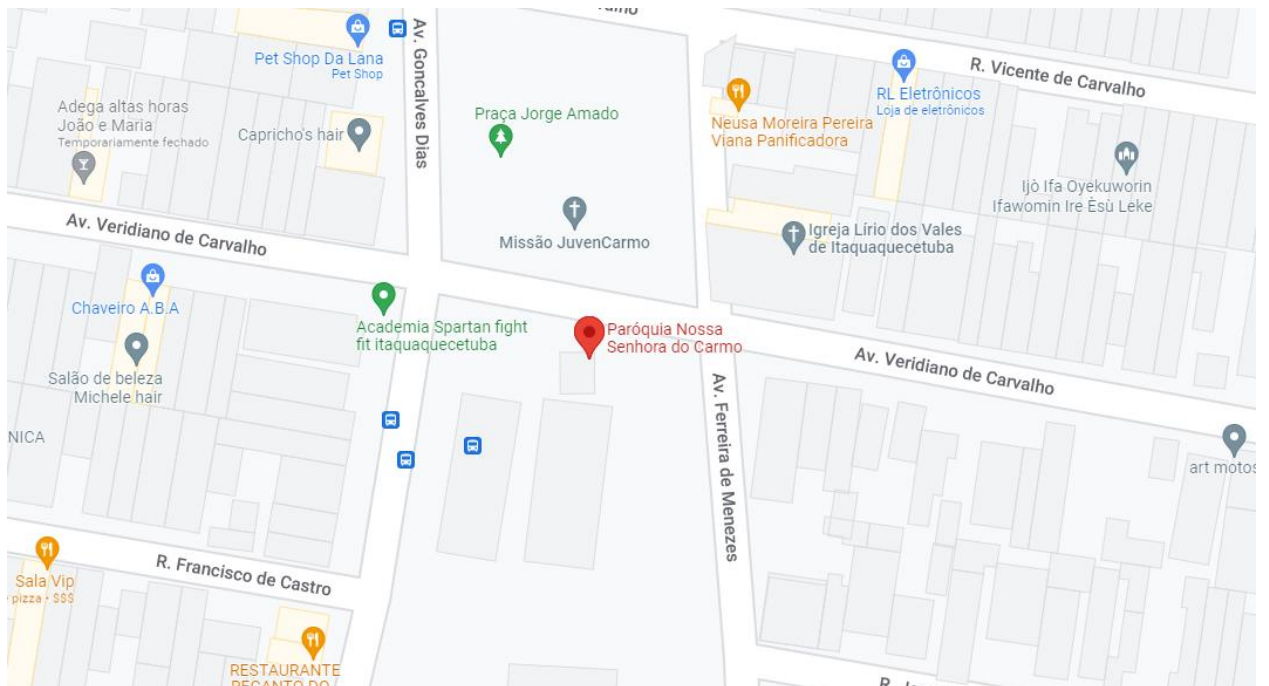 Av. Goncalves Dias
Pet Shop Da Lana
Pet Shop
R. Vicente de Carvalho
RL Eletrônicos
Loja de eletrônicos
Adega altas horas
João e Maria
Temporariamente fechado
Capricho's hair
Praça Jorge Amado
Neusa Moreira Pereira
Viana Panificadora
Ijò Ifa Oyekuworin
Ifawomin Ire Èsù Leke
Av. Veridiano de Carvalho
Missão JuvenCarmo
Igreja Lírio dos Vales
de Itaquaquecetuba
Chaveiro A.B.A
Academia Spartan fight
fit itaquaquecetuba
Paróquia Nossa
Senhora do Carmo
Av. Veridiano de Carvalho
Salão de beleza
Michele hair
NICA
Av. Ferreira de Menezes
art motos
R. Francisco de Castro
Sala Vip
pizza • $$$
RESTAURANTE
RECANTO DO